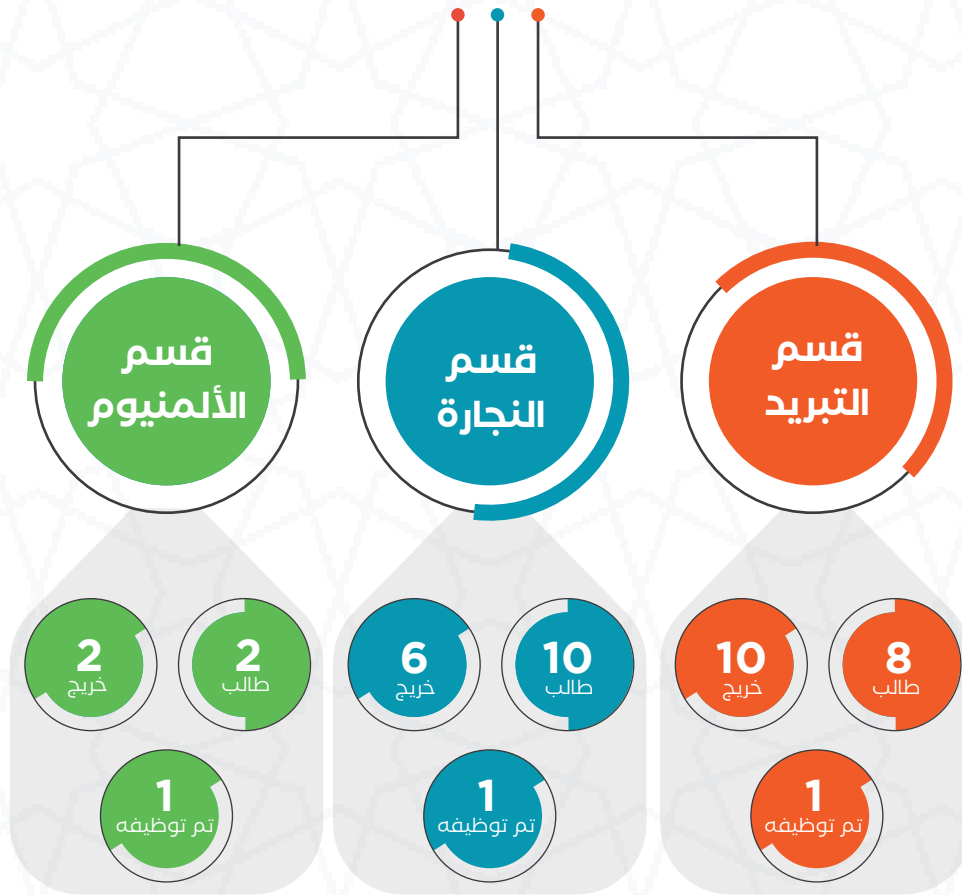 قسم
التبريد
قسم
النجارة
قسم
الألمنيوم
8
طالب
10
خريج
1
تم توظيفه
10
طالب
6
خريج
1
تم توظيفه
2
طالب
2
خريج
1
تم توظيفه